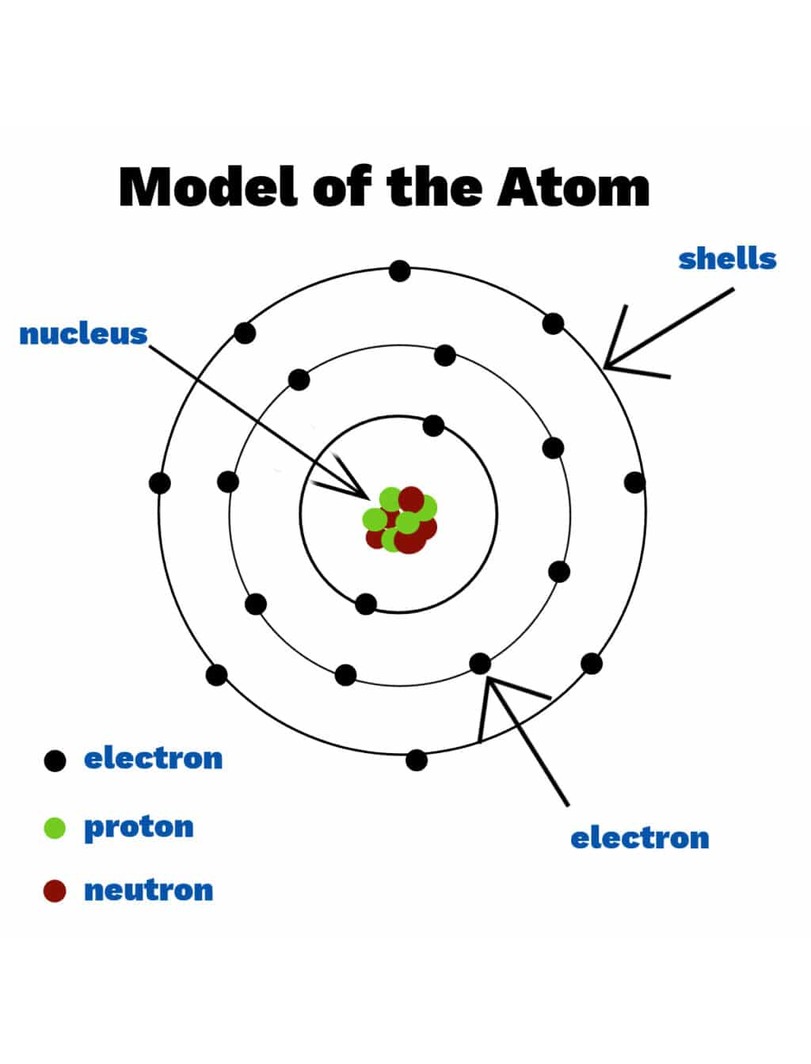 Model of the Atom
shells
nucleus
electron
proton
neutron
electron